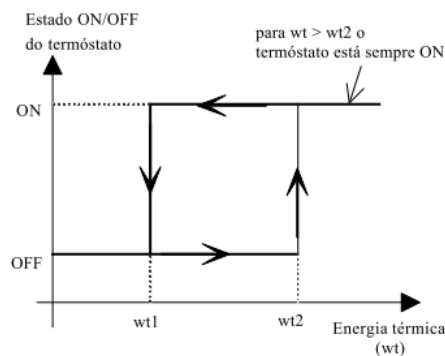 Estado ON/OFF
do termóstato
para wt > wt2 o
termóstato está sempre ON
ON
OFF
wt1
wt2
Energia térmica
(wt)